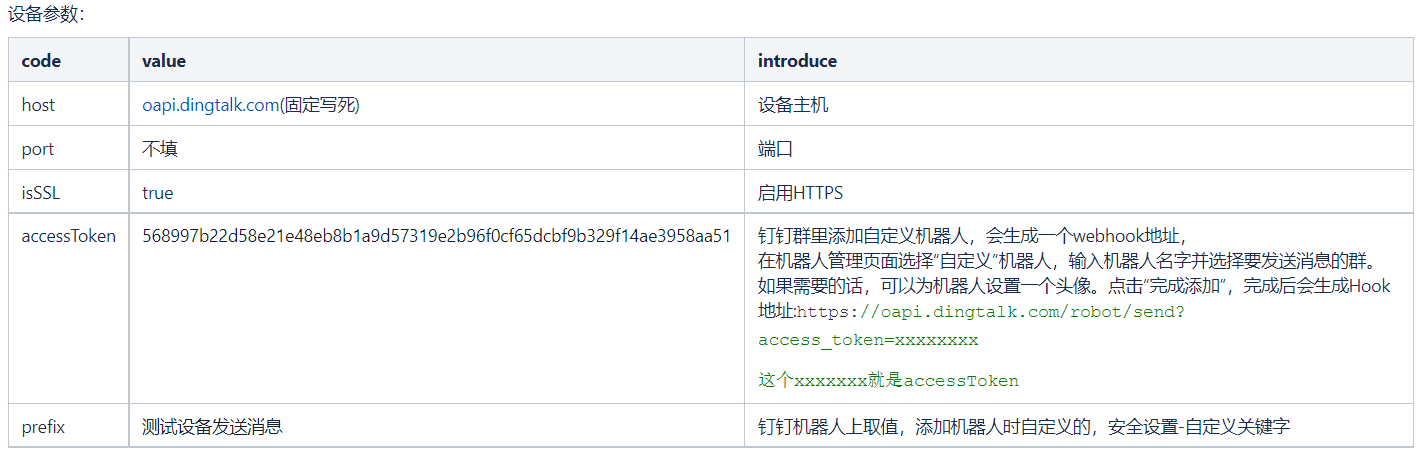 设备参数：
code value introduce
host oapi.dingtalk.com(固定写死) 设备主机
port 不填 端口
isSSL true 启用HTTPS
accessToken 568997b22d58e21e48eb8b1a9d57319e2b96f0cf65dcbf9b329f14ae3958aa51 钉钉群里添加自定义机器人，会生成一个webhook地址，
在机器人管理页面选择“自定义”机器人，输入机器人名字并选择要发送消息的群。
如果需要的话，可以为机器人设置一个头像。点击“完成添加”，完成后会生成Hook
地址:https://oapi.dingtalk.com/robot/send?
access_token=xxxxxxxx
这个xxxxxxx就是accessToken
prefix 测试设备发送消息 钉钉机器人上取值，添加机器人时自定义的，安全设置-自定义关键字